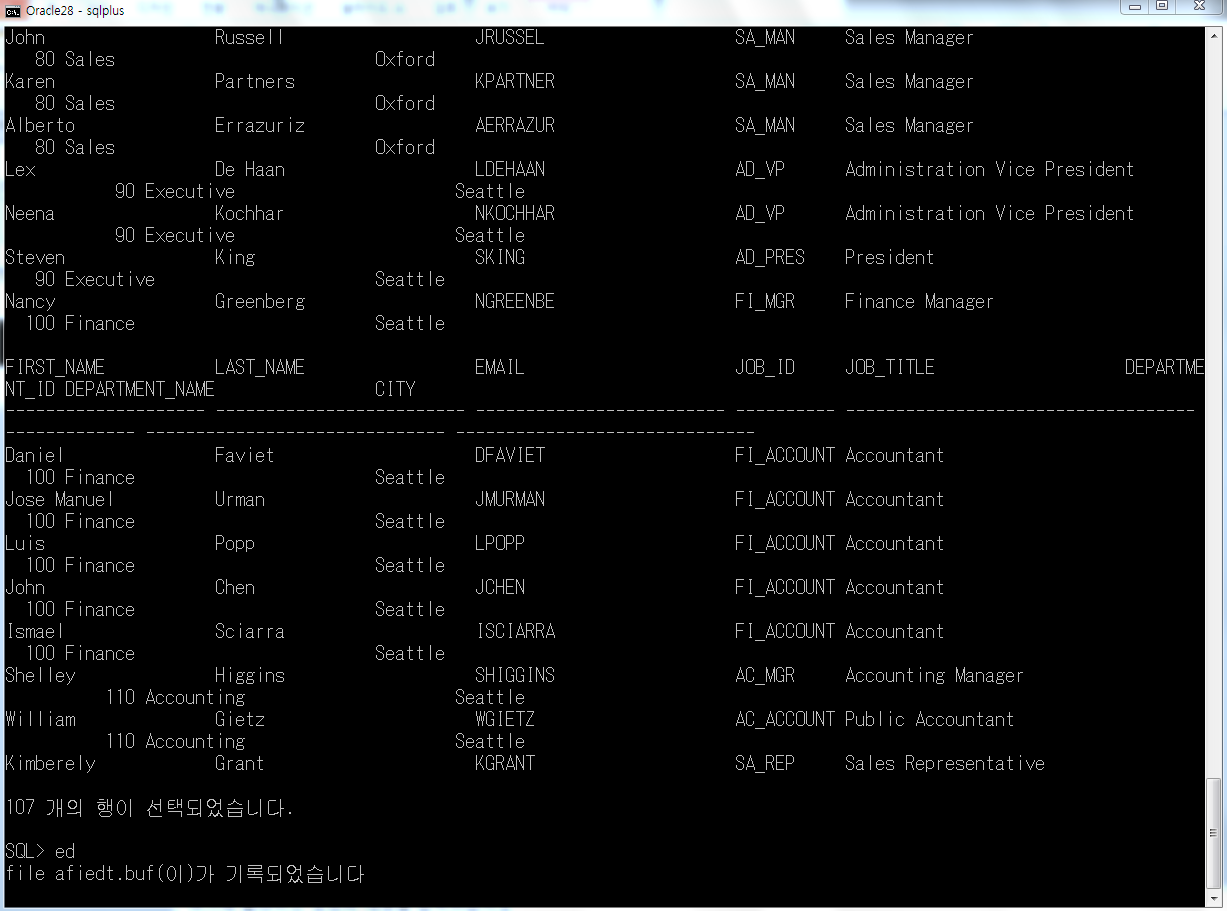 Oracle28 - sqlplus
John Russell JRUSSEL SA_MAN Sales Manager
80 Sales Oxford
Karen Partners KPARTNER SA_MAN Sales Manager
80 Sales Oxford
Alberto Errazuriz AERRAZUR SA_MAN Sales Manager
80 Sales Oxford
Lex De Haan LDEHAAN AD_VP Administration Vice President
90 Executive Seattle
Neena Kochhar NKOCHHAR AD_VP Administration Vice President
90 Executive Seattle
Steven King SKING AD_PRES President
90 Executive Seattle
Nancy Greenberg NGREENBE FI_MGR Finance Manager
100 Finance Seattle
FIRST_NAME LAST_NAME EMAIL JOB_ID JOB_TITLE DEPARTME
NT_ID DEPARTMENT_NAME CITY
-------------------- ------------------------- ------------------------- ---------- -----------------------------------
------------- ------------------------------ ------------------------------
Daniel Faviet DFAVIET FI_ACCOUNT Accountant
100 Finance Seattle
Jose Manuel Urman JMURMAN FI_ACCOUNT Accountant
100 Finance Seattle
Luis Popp LPOPP FI_ACCOUNT Accountant
100 Finance Seattle
John Chen JCHEN FI_ACCOUNT Accountant
100 Finance Seattle
Ismael Sciarra ISCIARRA FI_ACCOUNT Accountant
100 Finance Seattle
Shelley Higgins SHIGGINS AC_MGR Accounting Manager
110 Accounting Seattle
William Gietz WGIETZ AC_ACCOUNT Public Accountant
110 Accounting Seattle
Kimberely Grant KGRANT SA_REP Sales Representative
107 개의 행이 선택되었습니다.
SQL> ed
file afiedt.buf(이)가 기록되었습니다